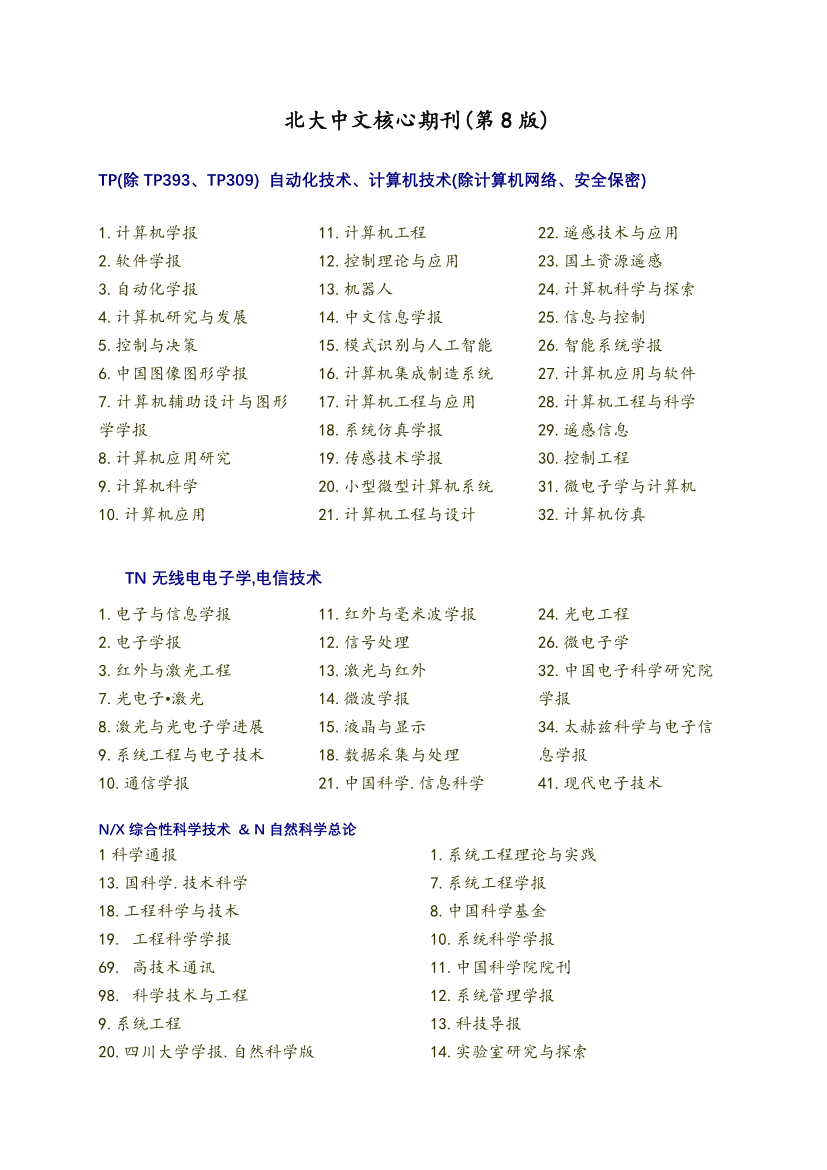 北大中文核心期刊(第8版)
TP(除TP393、TP309) 自动化技术、计算机技术(除计算机网络、安全保密)
1.计算机学报
2.软件学报
3.自动化学报
4.计算机研究与发展
5.控制与决策
6.中国图像图形学报
7.计算机辅助设计与图形
学学报
8.计算机应用研究
9.计算机科学
10.计算机应用
11.计算机工程
12.控制理论与应用
13.机器人
14.中文信息学报
15.模式识别与人工智能
16.计算机集成制造系统
17.计算机工程与应用
18.系统仿真学报
19.传感技术学报
20.小型微型计算机系统
21.计算机工程与设计
22.遥感技术与应用
23.国土资源遥感
24.计算机科学与探索
25.信息与控制
26.智能系统学报
27.计算机应用与软件
28.计算机工程与科学
29.遥感信息
30.控制工程
31.微电子学与计算机
32.计算机仿真
TN 无线电电子学,电信技术
1.电子与信息学报
2.电子学报
3.红外与激光工程
7.光电子•激光
8.激光与光电子学进展
9.系统工程与电子技术
10.通信学报
11.红外与毫米波学报
12.信号处理
13.激光与红外
14.微波学报
15.液晶与显示
18.数据采集与处理
21.中国科学.信息科学
24.光电工程
26.微电子学
32.中国电子科学研究院
学报
34.太赫兹科学与电子信
息学报
41.现代电子技术
N/X 综合性科学技术 & N 自然科学总论
1 科学通报
13.国科学.技术科学
18.工程科学与技术
19. 工程科学学报
69. 高技术通讯
98. 科学技术与工程
9.系统工程
20.四川大学学报.自然科学版
1.系统工程理论与实践
7.系统工程学报
8.中国科学基金
10.系统科学学报
11.中国科学院院刊
12.系统管理学报
13.科技导报
14.实验室研究与探索